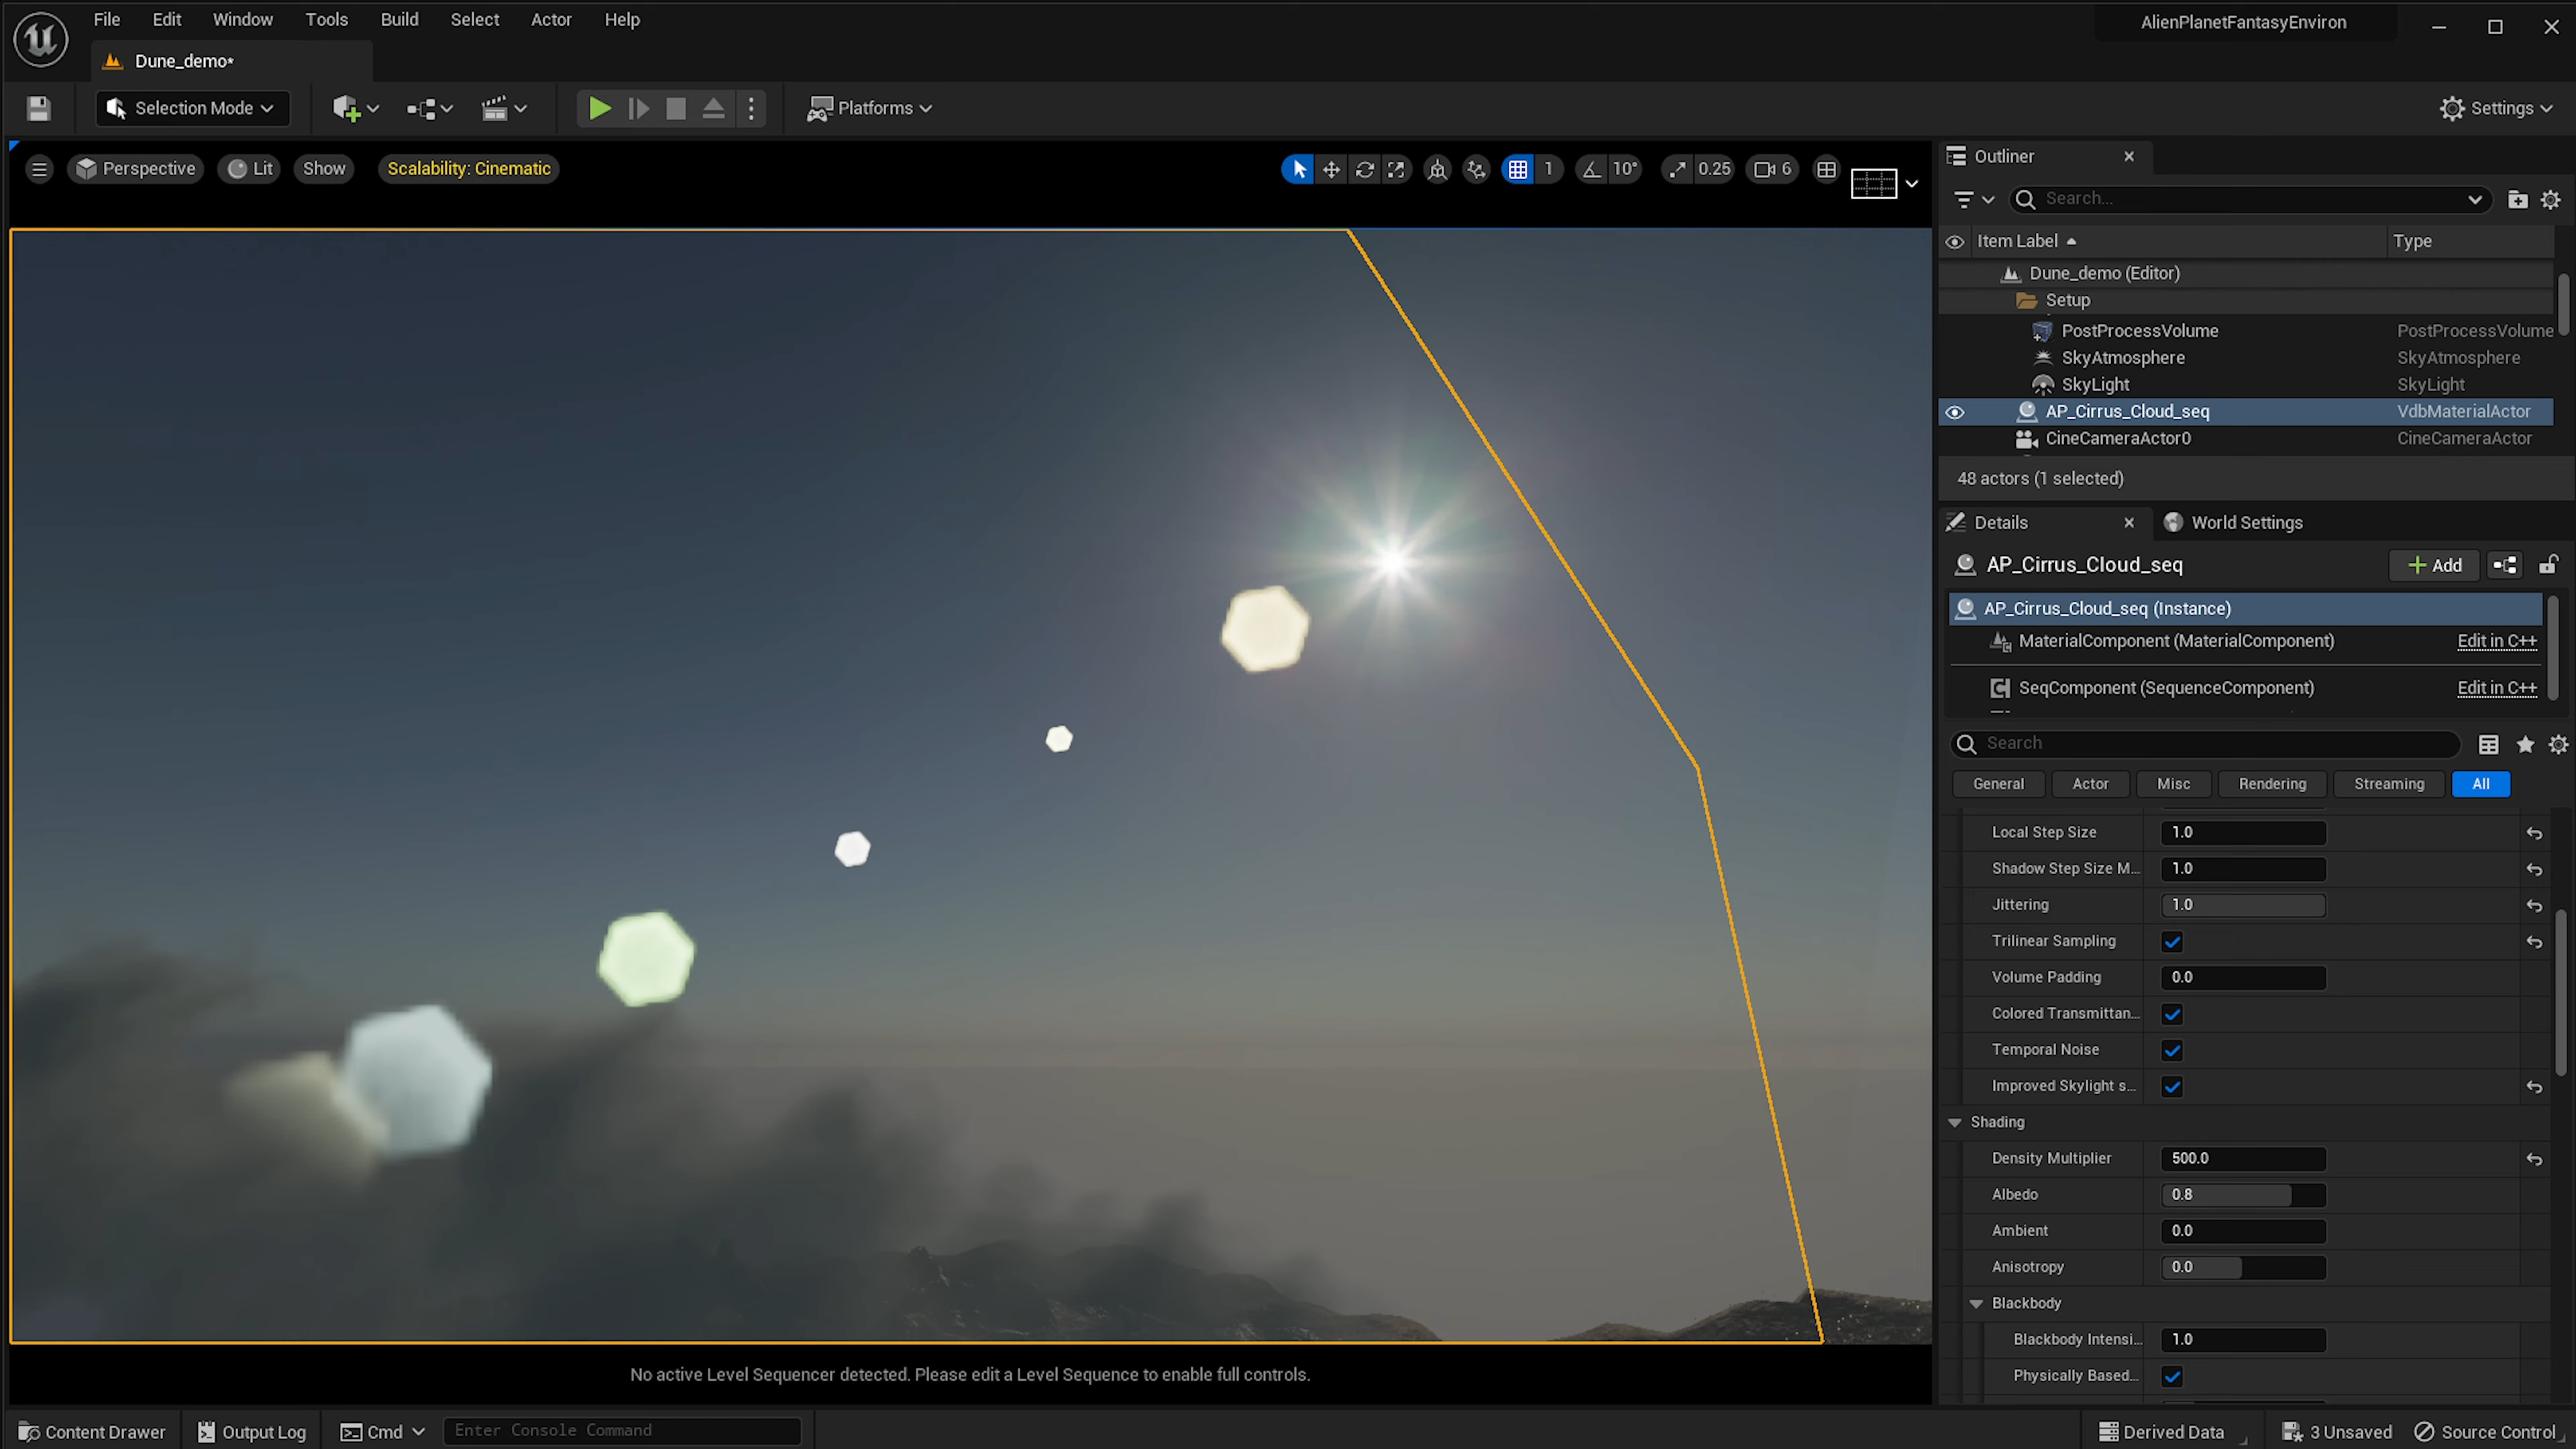 File Edit Window Tools Build Select Actor Help
AlienPlanetFantasyEnviron
Dune_demo*
Selection Mode
Platforms
Settings
Perspective Lit Show Scalability: Cinematic
1 10° 0.25 6
Outliner
Search...
Item Label Type
Dune_demo (Editor)
Setup
PostProcessVolume PostProcessVolume
SkyAtmosphere SkyAtmosphere
SkyLight SkyLight
AP_Cirrus_Cloud_seq VdbMaterialActor
CineCameraActor0 CineCameraActor
48 actors (1 selected)
Details World Settings
AP_Cirrus_Cloud_seq Add
AP_Cirrus_Cloud_seq (Instance)
MaterialComponent (MaterialComponent) Edit in C++
SeqComponent (SequenceComponent) Edit in C++
Search
General Actor Misc Rendering Streaming All
Local Step Size 1.0
Shadow Step Size M... 1.0
Jittering 1.0
Trilinear Sampling
Volume Padding 0.0
Colored Transmittan...
Temporal Noise
Improved Skylight s...
Shading
Density Multiplier 500.0
Albedo 0.8
Ambient 0.0
Anisotropy 0.0
Blackbody
Blackbody Intensi... 1.0
Physically Based...
No active Level Sequencer detected. Please edit a Level Sequence to enable full controls.
Content Drawer Output Log Cmd Enter Console Command
Derived Data 3 Unsaved Source Control